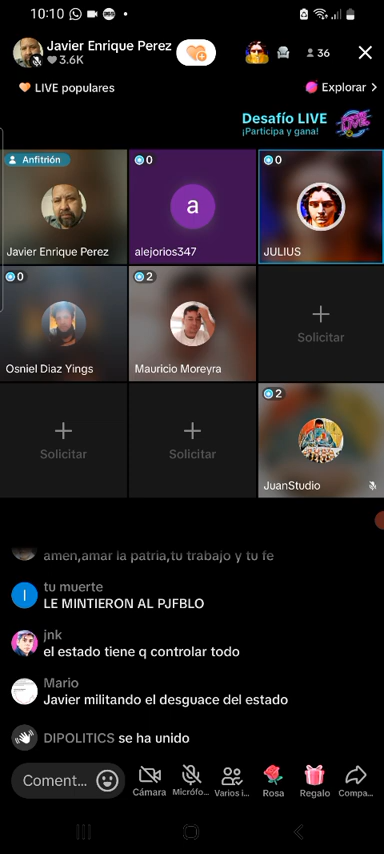 10:10
Javier Enrique Perez
3.6K
36
LIVE populares
Explorar
Desafío LIVE
¡Participa y gana!
Anfitrión
Javier Enrique Perez
0
a
alejorios347
0
JULIUS
0
Osniel Diaz Yings
2
Mauricio Moreyra
Solicitar
Solicitar
Solicitar
2
JuanStudio
amen,amar la patria,tu trabajo y tu fe
tu muerte
LE MINTIERON AL PJFBLO
jnk
el estado tiene q controlar todo
Mario
Javier militando el desguace del estado
DIPOLITICS se ha unido
Coment...
Cámara
Micrófo...
Varios i...
Rosa
Regalo
Compa...